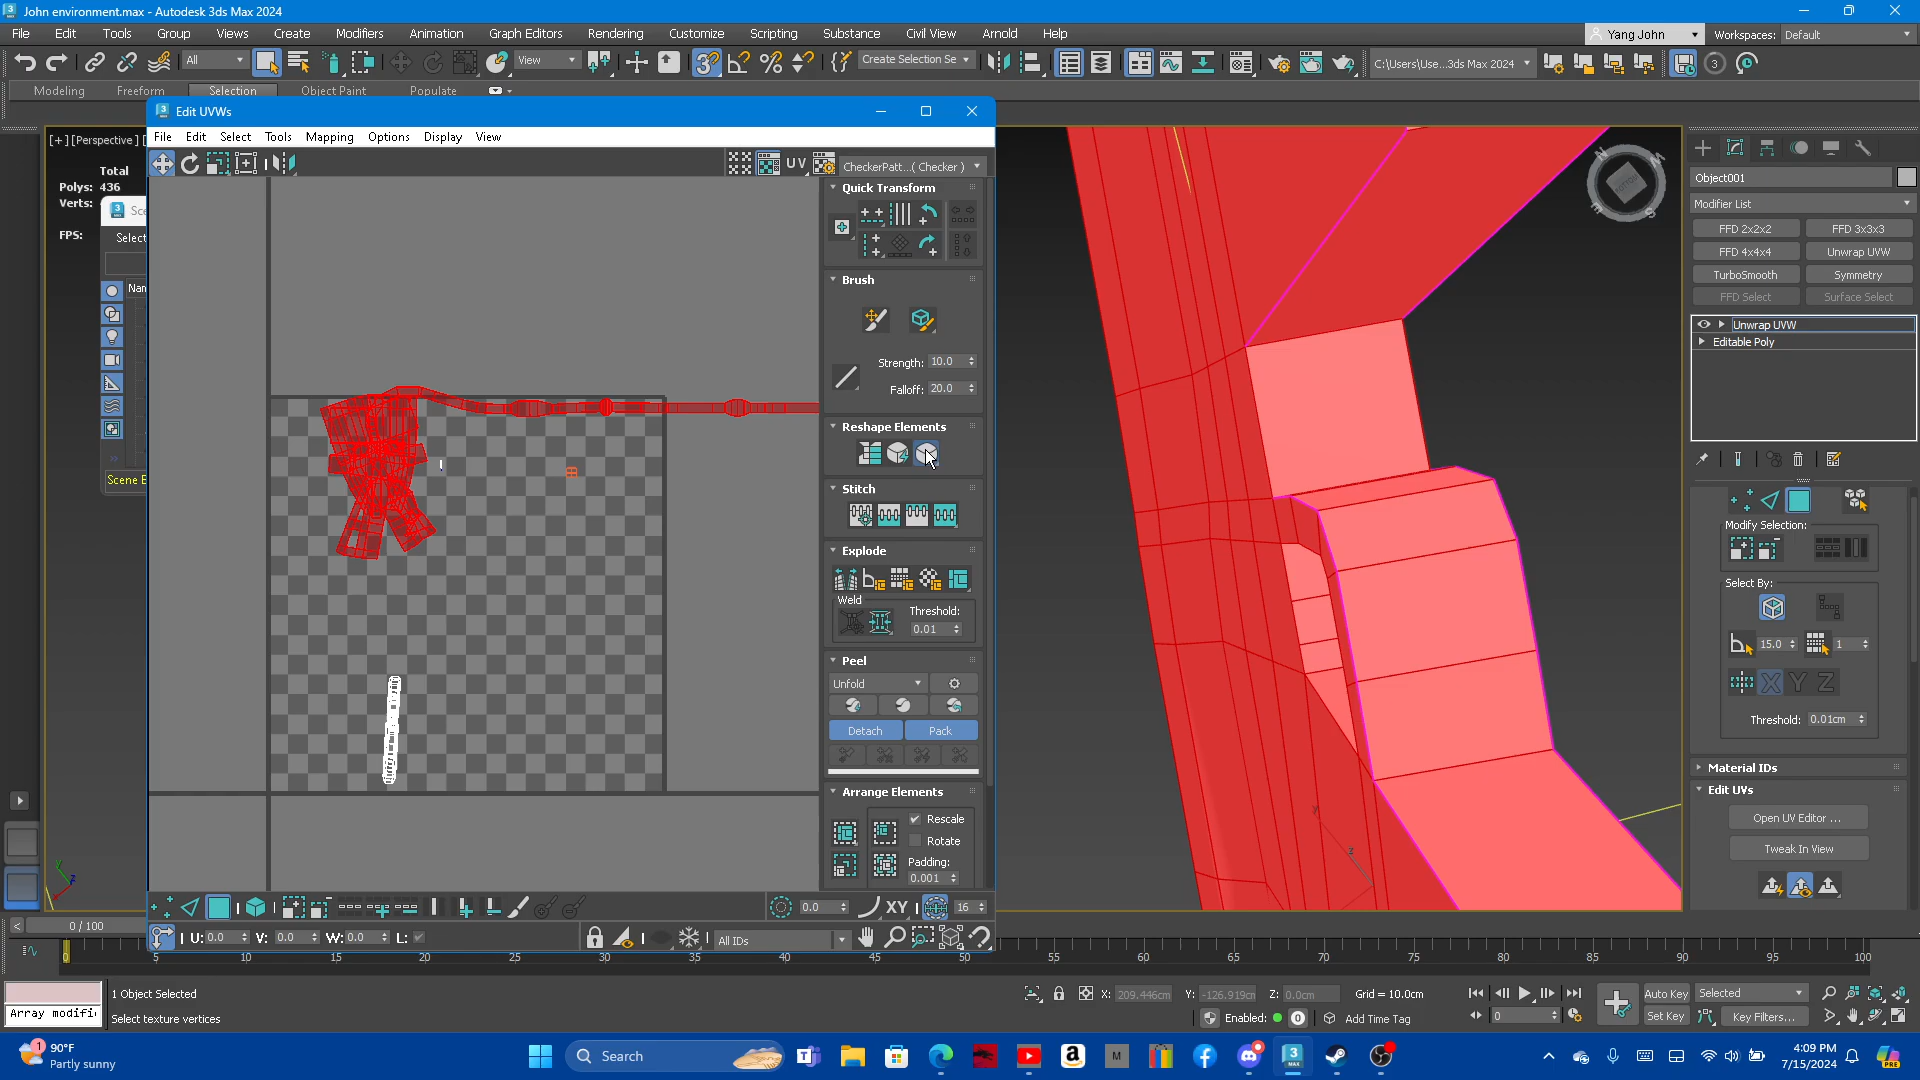 John environment.max - Autodesk 3ds Max 2024
File Edit Tools Group Views Create Modifiers Animation Graph Editors Rendering Customize Scripting Substance Civil View Arnold Help
Yang John Workspaces: Default
All View Create Selection Se C:\Users\Use...3ds Max 2024 3
Modeling Freeform Selection Object Paint Populate
Edit UVWs
File Edit Select Tools Mapping Options Display View
UV CheckerPatt...( Checker )
[+][Perspective]
Total
Polys: 436
Verts:
FPS:
Sce
Select
Nan
Scene E
Quick Transform
Brush
Strength: 10.0
Falloff: 20.0
Reshape Elements
Stitch
Explode
Weld
Threshold:
0.01
Peel
Unfold
Detach Pack
Arrange Elements
Rescale
Rotate
Padding:
0.001
0.0 XY 16
U: 0.0 V: 0.0 W: 0.0 L: All IDs
Object001
Modifier List
FFD 2x2x2 FFD 3x3x3
FFD 4x4x4 Unwrap UVW
TurboSmooth Symmetry
FFD Select Surface Select
Unwrap UVW
Editable Poly
Modify Selection:
Select By:
15.0 1
X Y Z
Threshold: 0.01cm
Material IDs
Edit UVs
Open UV Editor ...
Tweak In View
0 / 100
5 10 15 20 25 30 35 40 45 50 55 60 65 70 75 80 85 90 95 100
1 Object Selected
Array modifi
Select texture vertices
X: 209.446cm Y: -126.919cm Z: 0.0cm Grid = 10.0cm
Enabled: 0 Add Time Tag
0
Auto Key Selected
Set Key Key Filters...
90°F
Partly sunny
Search
4:09 PM
7/15/2024